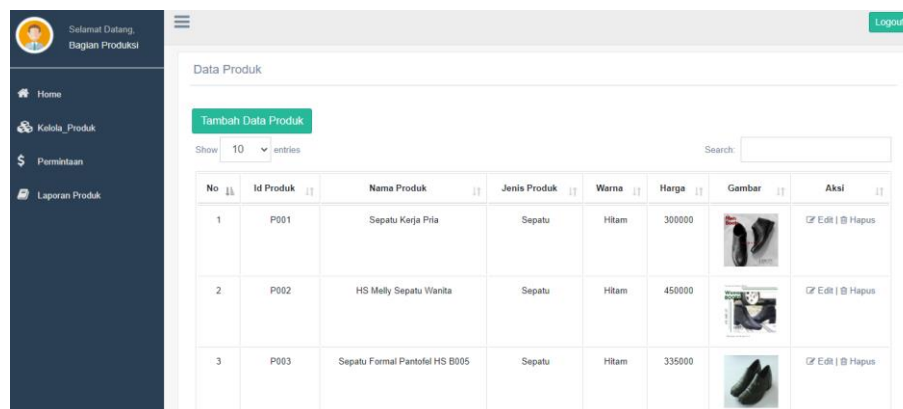 Selamat Datang,
Bagian Produksi
Logout
Home
Kelola_Produk
Permintaan
Laporan Produk
Data Produk
Tambah Data Produk
Show 10 entries
Search:
No Id Produk Nama Produk Jenis Produk Warna Harga Gambar Aksi
1 P001 Sepatu Kerja Pria Sepatu Hitam 300000 Edit | Hapus
2 P002 HS Melly Sepatu Wanita Sepatu Hitam 450000 Edit | Hapus
3 P003 Sepatu Formal Pantofel HS B005 Sepatu Hitam 335000 Edit | Hapus